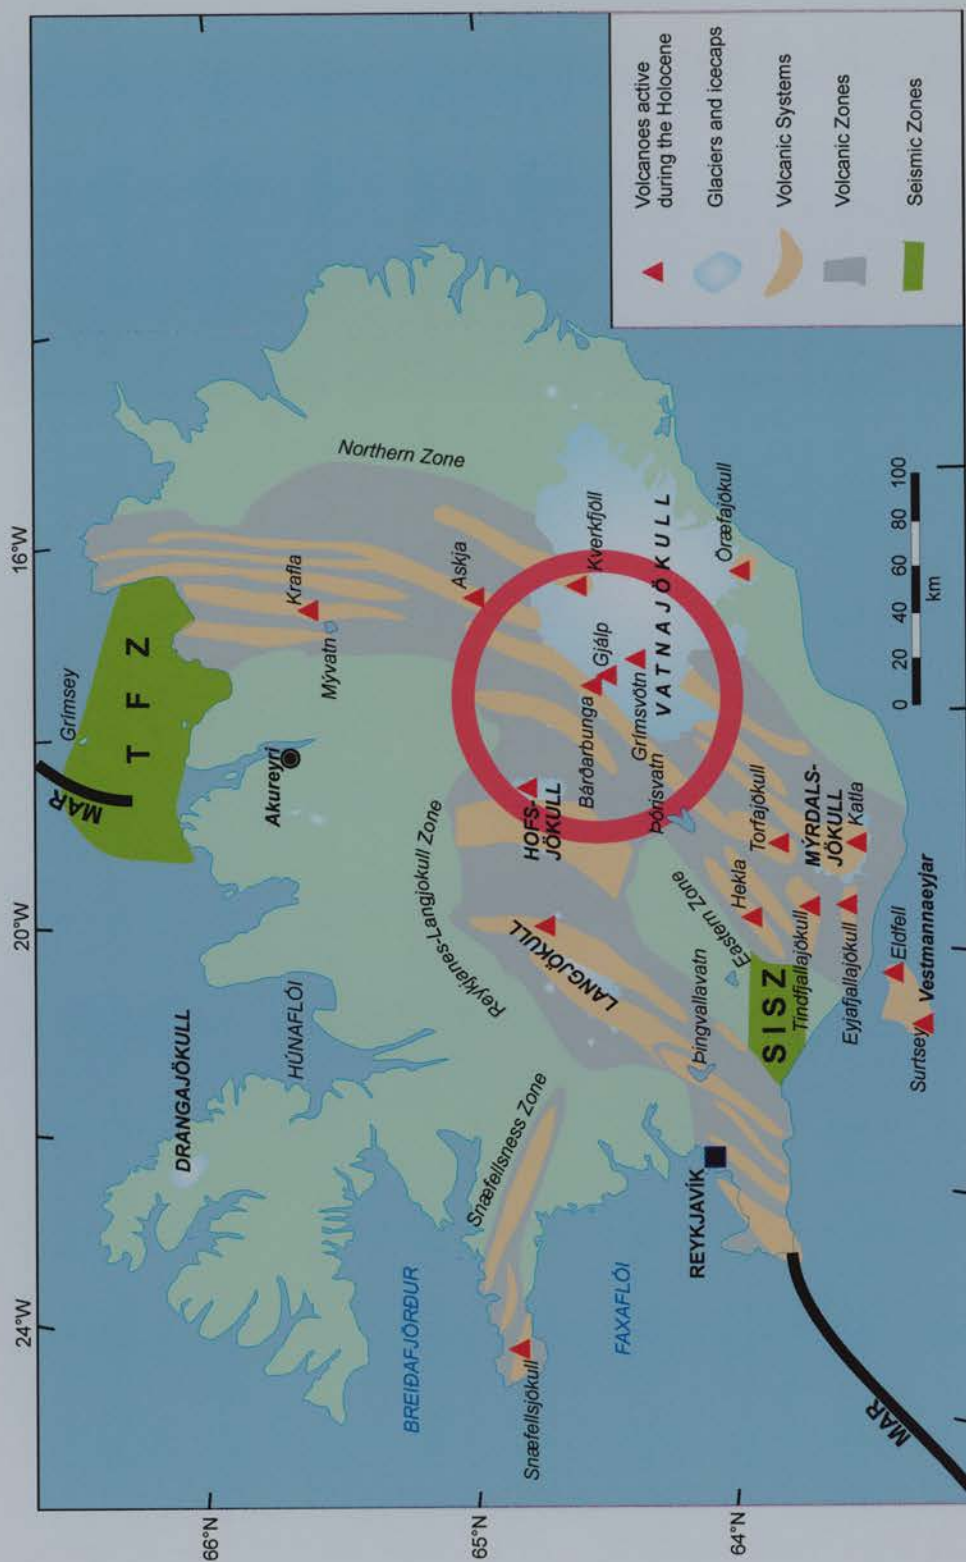 24°W
20°W
16°W
66°N
65°N
64°N
MAR
Grímsey
T F Z
DRANGAJÖKULL
HÚNAFLÓI
Akureyri
Krafla
Mývatn
Northern Zone
BREIÐAFJÖRÐUR
Snæfellsness Zone
Reykjanes-Langjökull Zone
Askja
Snæfellsjökull
LANGJÖKULL
HOFS-
JÖKULL
Bárðarbunga
Gjálp
Kverkfjöll
Grímsvötn
VATNAJÖKULL
FAXAFLÓI
REYKJAVÍK
Þingvallavatn
Þórisvatn
Eastern Zone
Öræfajökull
Hekla
Torfajökull
SISZ
Tindfjallajökull
MÝRDALS-
JÖKULL
Katla
Eyjafjallajökull
Eldfell
Vestmannaeyjar
Surtsey
MAR
0 20 40 60 80 100
km
Volcanoes active
during the Holocene
Glaciers and icecaps
Volcanic Systems
Volcanic Zones
Seismic Zones